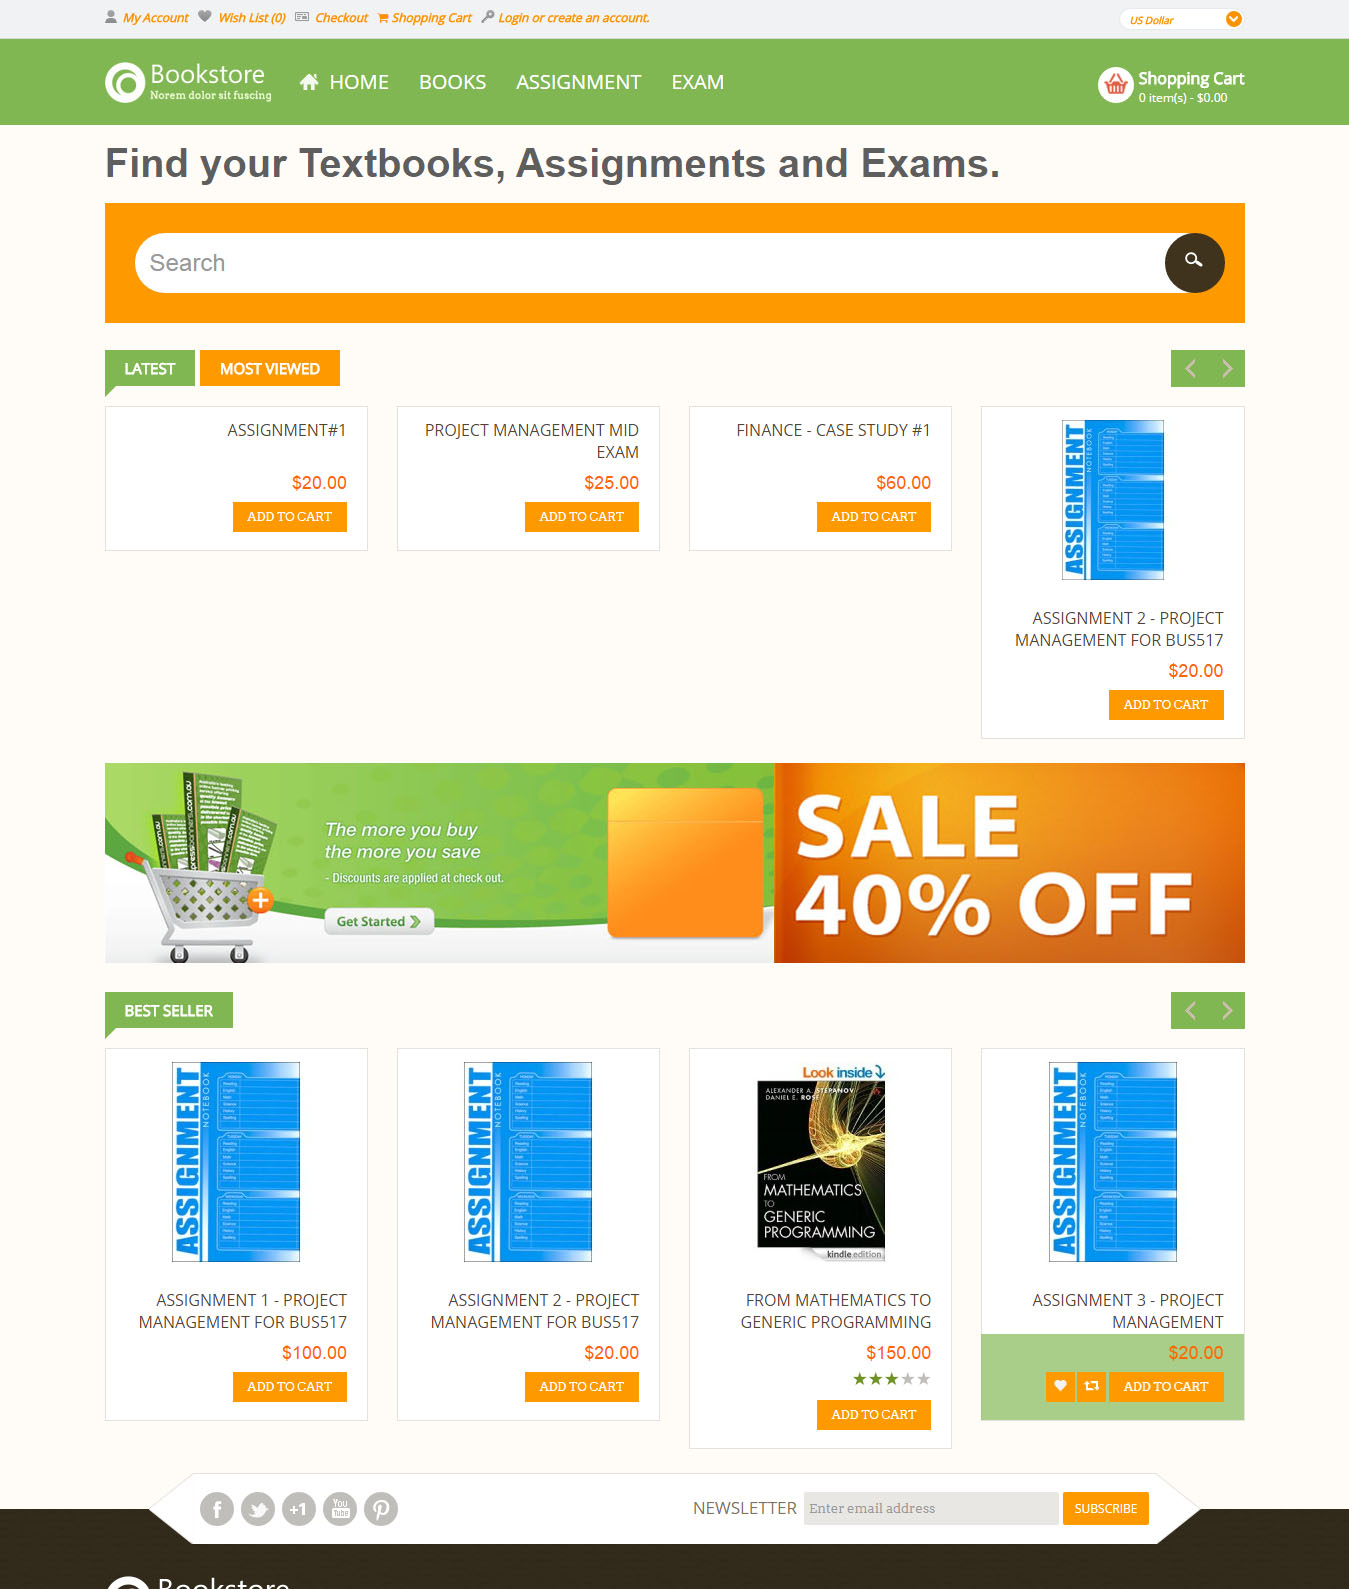 My Account Wish List (0) Checkout Shopping Cart Login or create an account.
US Dollar
Bookstore
Norem dolor sit fuscing
HOME BOOKS ASSIGNMENT EXAM
Shopping Cart
0 item(s) - $0.00
Find your Textbooks, Assignments and Exams.
Search
LATEST MOST VIEWED
ASSIGNMENT#1
$20.00
ADD TO CART
PROJECT MANAGEMENT MID
EXAM
$25.00
ADD TO CART
FINANCE - CASE STUDY #1
$60.00
ADD TO CART
ASSIGNMENT
NOTEBOOK
ASSIGNMENT 2 - PROJECT
MANAGEMENT FOR BUS517
$20.00
ADD TO CART
The more you buy
the more you save
- Discounts are applied at check out.
Get Started
SALE
40% OFF
BEST SELLER
ASSIGNMENT
NOTEBOOK
ASSIGNMENT 1 - PROJECT
MANAGEMENT FOR BUS517
$100.00
ADD TO CART
ASSIGNMENT
NOTEBOOK
ASSIGNMENT 2 - PROJECT
MANAGEMENT FOR BUS517
$20.00
ADD TO CART
Look inside
ALEXANDER A. STEPANOV
DANIEL E. ROSE
FROM
MATHEMATICS
TO
GENERIC
PROGRAMMING
kindle edition
FROM MATHEMATICS TO
GENERIC PROGRAMMING
$150.00
ADD TO CART
ASSIGNMENT
NOTEBOOK
ASSIGNMENT 3 - PROJECT
MANAGEMENT
$20.00
ADD TO CART
f +1 You
Tube
NEWSLETTER Enter email address SUBSCRIBE
Bookstore